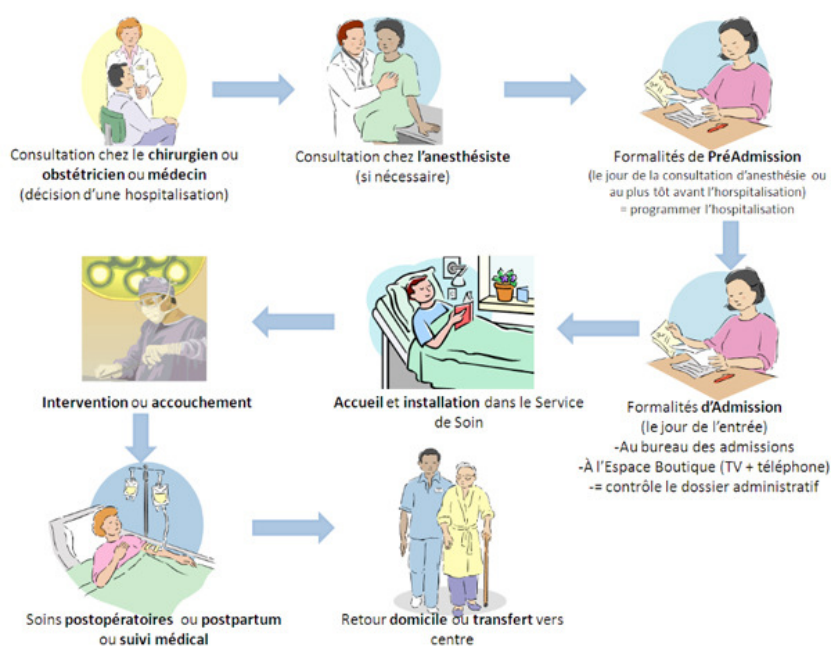 Consultation chez le chirurgien ou
obstétricien ou médecin
(décision d'une hospitalisation)
Consultation chez l'anesthésiste
(si nécessaire)
Formalités de PréAdmission
(le jour de la consultation d'anesthésie ou
au plus tôt avant l'horspitalisation)
= programmer l'hospitalisation
Formalités d'Admission
(le jour de l'entrée)
-Au bureau des admissions
-À l'Espace Boutique (TV + téléphone)
-= contrôle le dossier administratif
Accueil et installation dans le Service
de Soin
Intervention ou accouchement
Soins postopératoires ou postpartum
ou suivi médical
Retour domicile ou transfert vers
centre